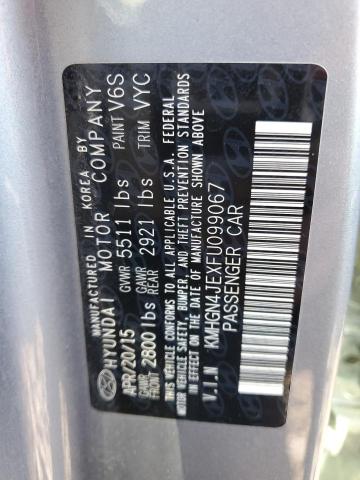 MANUFACTURED IN KOREA BY
HYUNDAI MOTOR COMPANY
APR/20/15 GVWR 5511 lbs PAINT V6S
GAWR FRONT 2800 lbs GAWR REAR 2921 lbs TRIM VYC
THIS VEHICLE CONFORMS TO ALL APPLICABLE U.S.A. FEDERAL
MOTOR VEHICLE SAFETY, BUMPER, AND THEFT PREVENTION STANDARDS
IN EFFECT ON THE DATE OF MANUFACTURE SHOWN ABOVE
V.I.N KMHGN4JEXFU099067
PASSENGER CAR